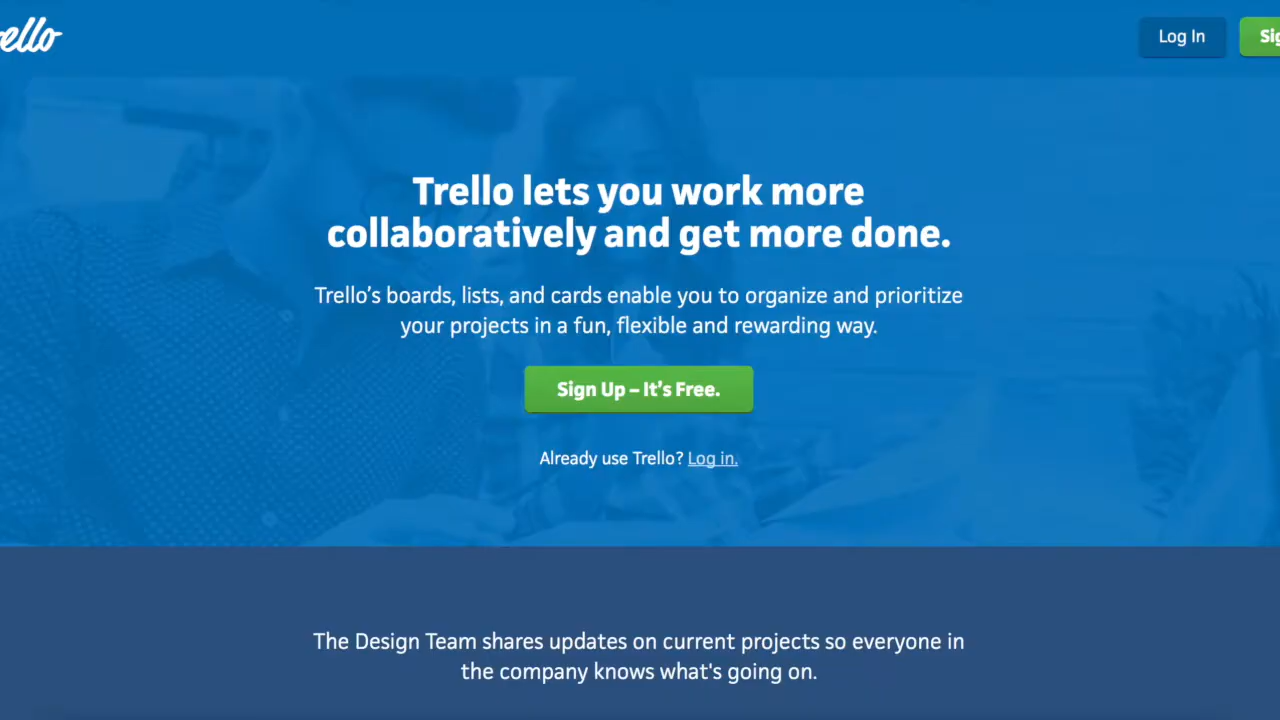 ello
Log In
Sig
Trello lets you work more
collaboratively and get more done.
Trello's boards, lists, and cards enable you to organize and prioritize
your projects in a fun, flexible and rewarding way.
Sign Up – It's Free.
Already use Trello? Log in.
The Design Team shares updates on current projects so everyone in
the company knows what's going on.